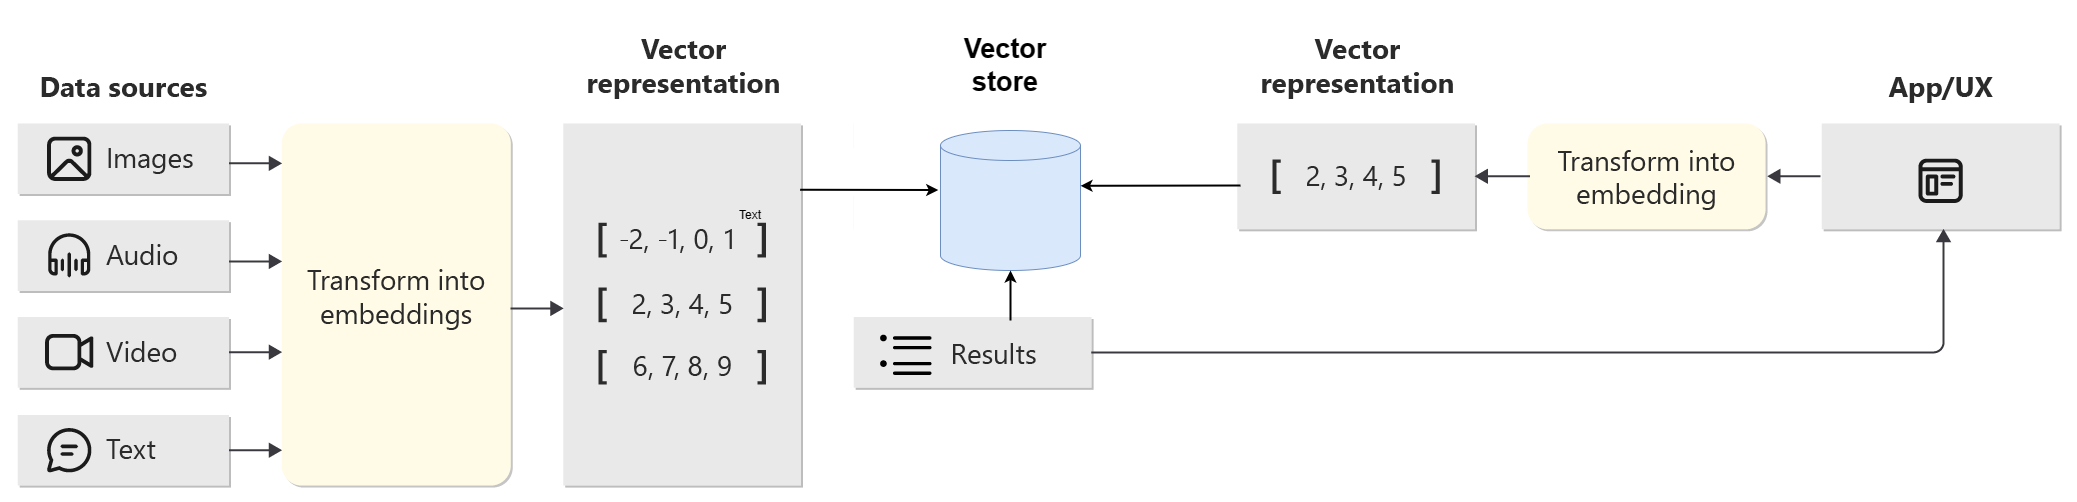 Data sources
Images
Audio
Video
Text
Transform into
embeddings
Vector
representation
Text
[ -2, -1, 0, 1 ]
[ 2, 3, 4, 5 ]
[ 6, 7, 8, 9 ]
Vector
store
Results
Vector
representation
[ 2, 3, 4, 5 ]
Transform into
embedding
App/UX